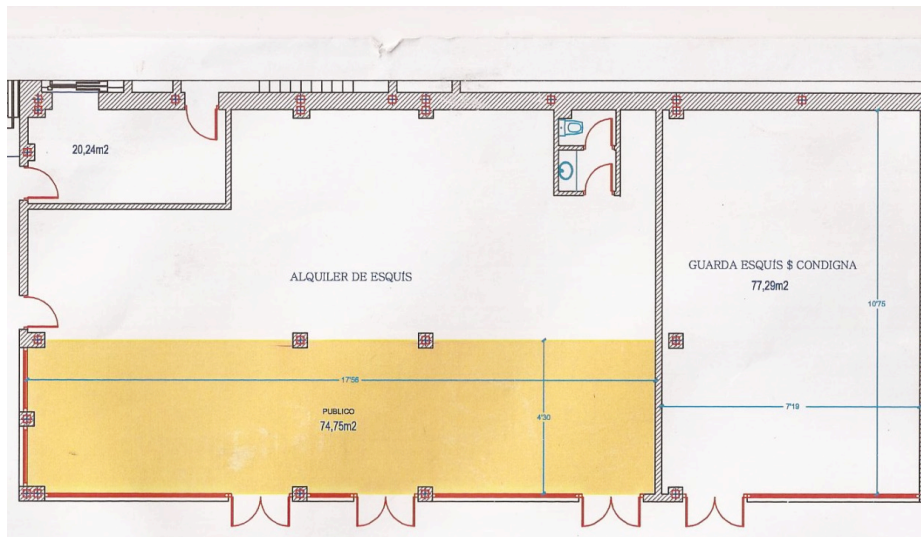 20,24m2
ALQUILER DE ESQUÍS
GUARDA ESQUÍS $ CONDIGNA
77,29m2
10'75
17'56
4'30
PUBLICO
74,75m2
7'19